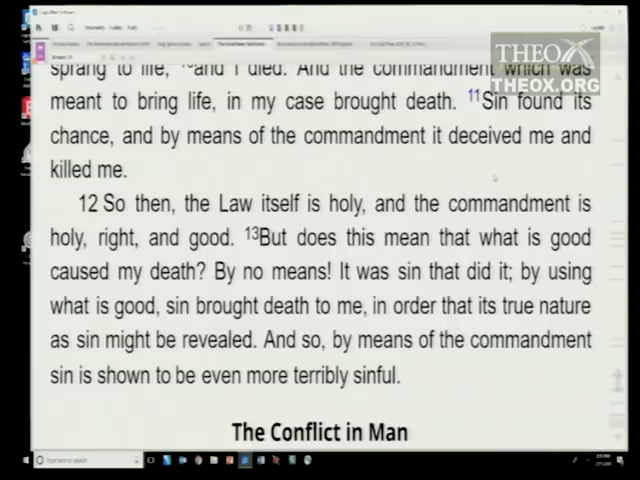 THEOX
THEOX.ORG
sprang to life, 10and I died. And the commandment which was
meant to bring life, in my case brought death. 11Sin found its
chance, and by means of the commandment it deceived me and
killed me.
12 So then, the Law itself is holy, and the commandment is
holy, right, and good. 13But does this mean that what is good
caused my death? By no means! It was sin that did it; by using
what is good, sin brought death to me, in order that its true nature
as sin might be revealed. And so, by means of the commandment
sin is shown to be even more terribly sinful.
The Conflict in Man
Type here to search